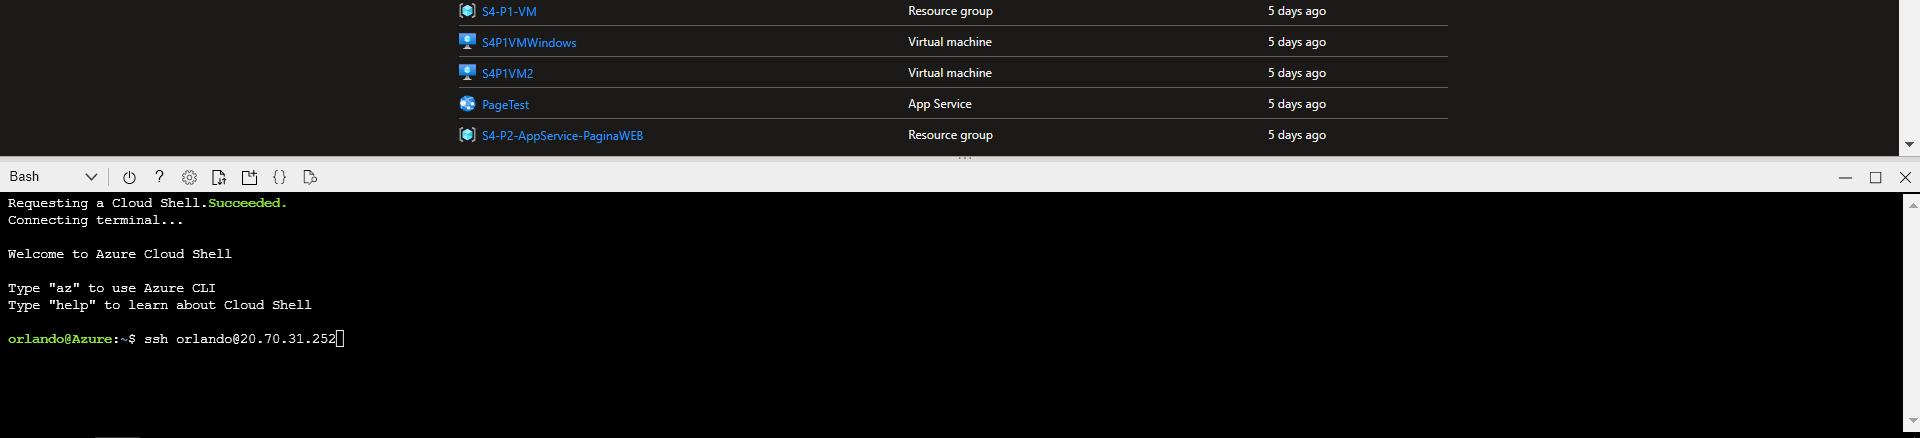 S4-P1-VM Resource group 5 days ago
S4P1VMWindows Virtual machine 5 days ago
S4P1VM2 Virtual machine 5 days ago
PageTest App Service 5 days ago
S4-P2-AppService-PaginaWEB Resource group 5 days ago
Bash ? {}
Requesting a Cloud Shell.Succeeded.
Connecting terminal...
Welcome to Azure Cloud Shell
Type "az" to use Azure CLI
Type "help" to learn about Cloud Shell
orlando@Azure:~$ ssh orlando@20.70.31.252